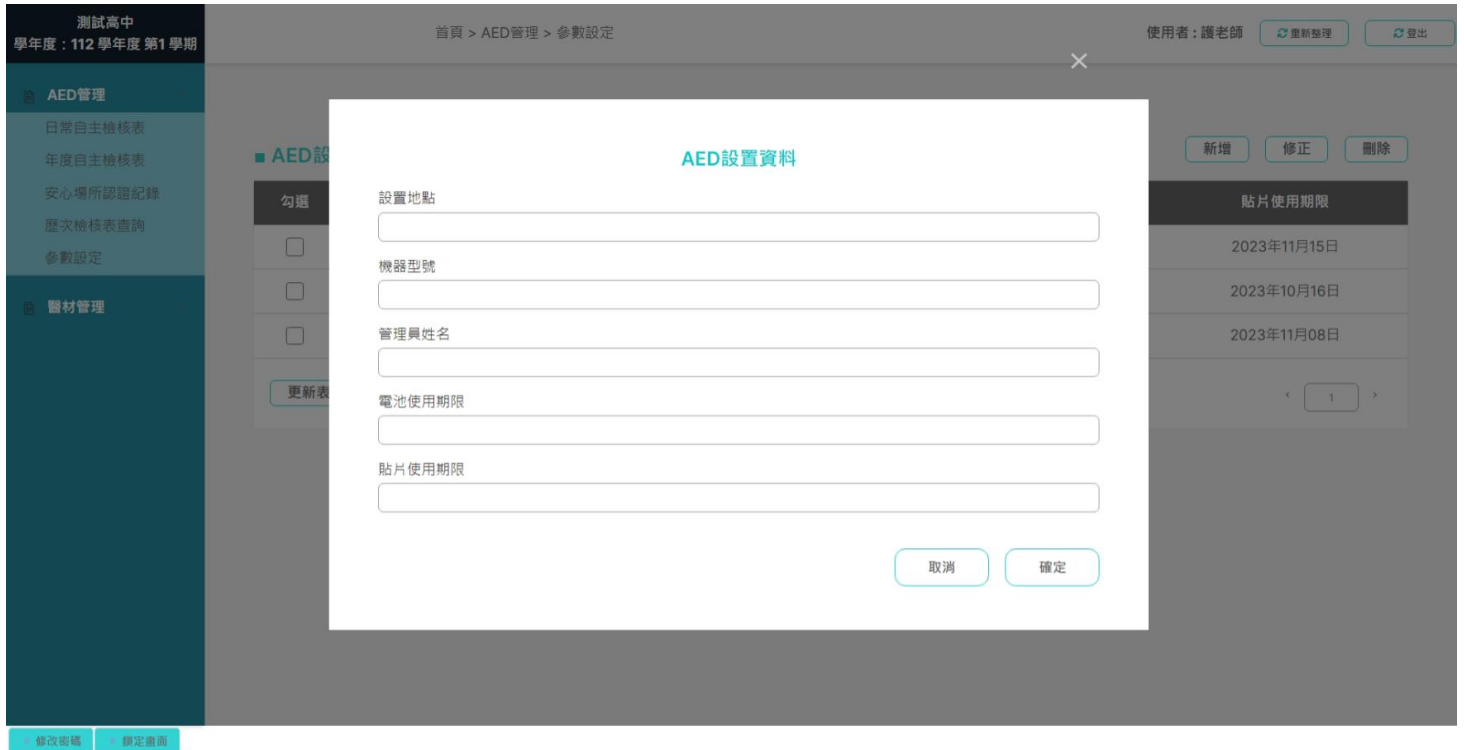 測試高中
學年度：112 學年度 第1 學期
首頁 > AED管理 > 參數設定
使用者 : 護老師
重新整理
登出
AED管理
日常自主檢核表
年度自主檢核表
安心場所認證紀錄
歷次檢核表查詢
參數設定
醫材管理
AED設
新增
修正
刪除
勾選
貼片使用期限
2023年11月15日
2023年10月16日
2023年11月08日
更新表
1
AED設置資料
設置地點
機器型號
管理員姓名
電池使用期限
貼片使用期限
取消
確定
修改密碼
鎖定畫面